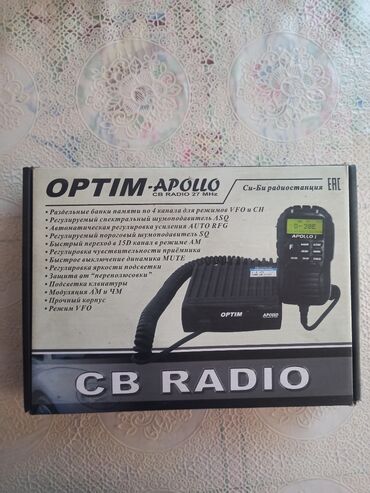 OPTIM-APOLLO
CB RADIO 27 MHz
Си-Би радиостанция EAC
• Раздельные банки памяти по 4 канала для режимов VFO и CH
• Регулируемый спектральный шумоподавитель ASQ
• Автоматическая регулировка усиления AUTO RFG
• Регулируемый пороговый шумоподавитель SQ
• Быстрый переход в 15D канал в режиме AM
• Регулировка чувствительности приёмника
• Быстрое выключение динамика MUTE
• Регулировка яркости подсветки
• Защита от "переполюсовки"
• Подсветка клавиатуры
• Модуляция АМ и ЧМ
• Прочный корпус
• Режим VFO
APOLLO
OPTIM
APOLLO
CB RADIO